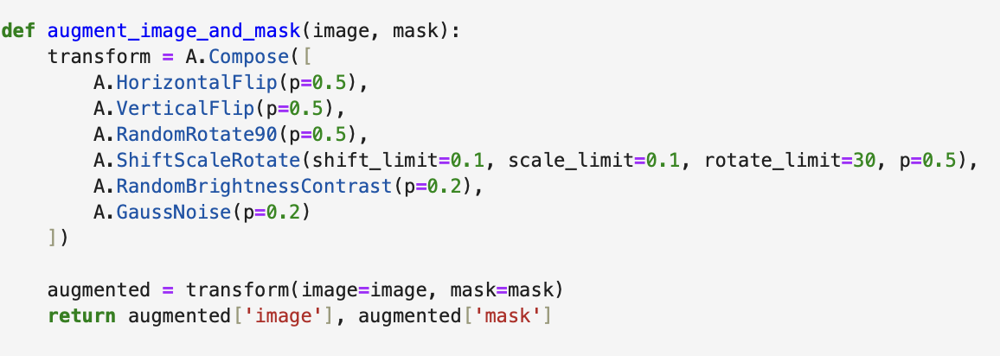 def augment_image_and_mask(image, mask):
    transform = A.Compose([
        A.HorizontalFlip(p=0.5),
        A.VerticalFlip(p=0.5),
        A.RandomRotate90(p=0.5),
        A.ShiftScaleRotate(shift_limit=0.1, scale_limit=0.1, rotate_limit=30, p=0.5),
        A.RandomBrightnessContrast(p=0.2),
        A.GaussNoise(p=0.2)
    ])

    augmented = transform(image=image, mask=mask)
    return augmented['image'], augmented['mask']